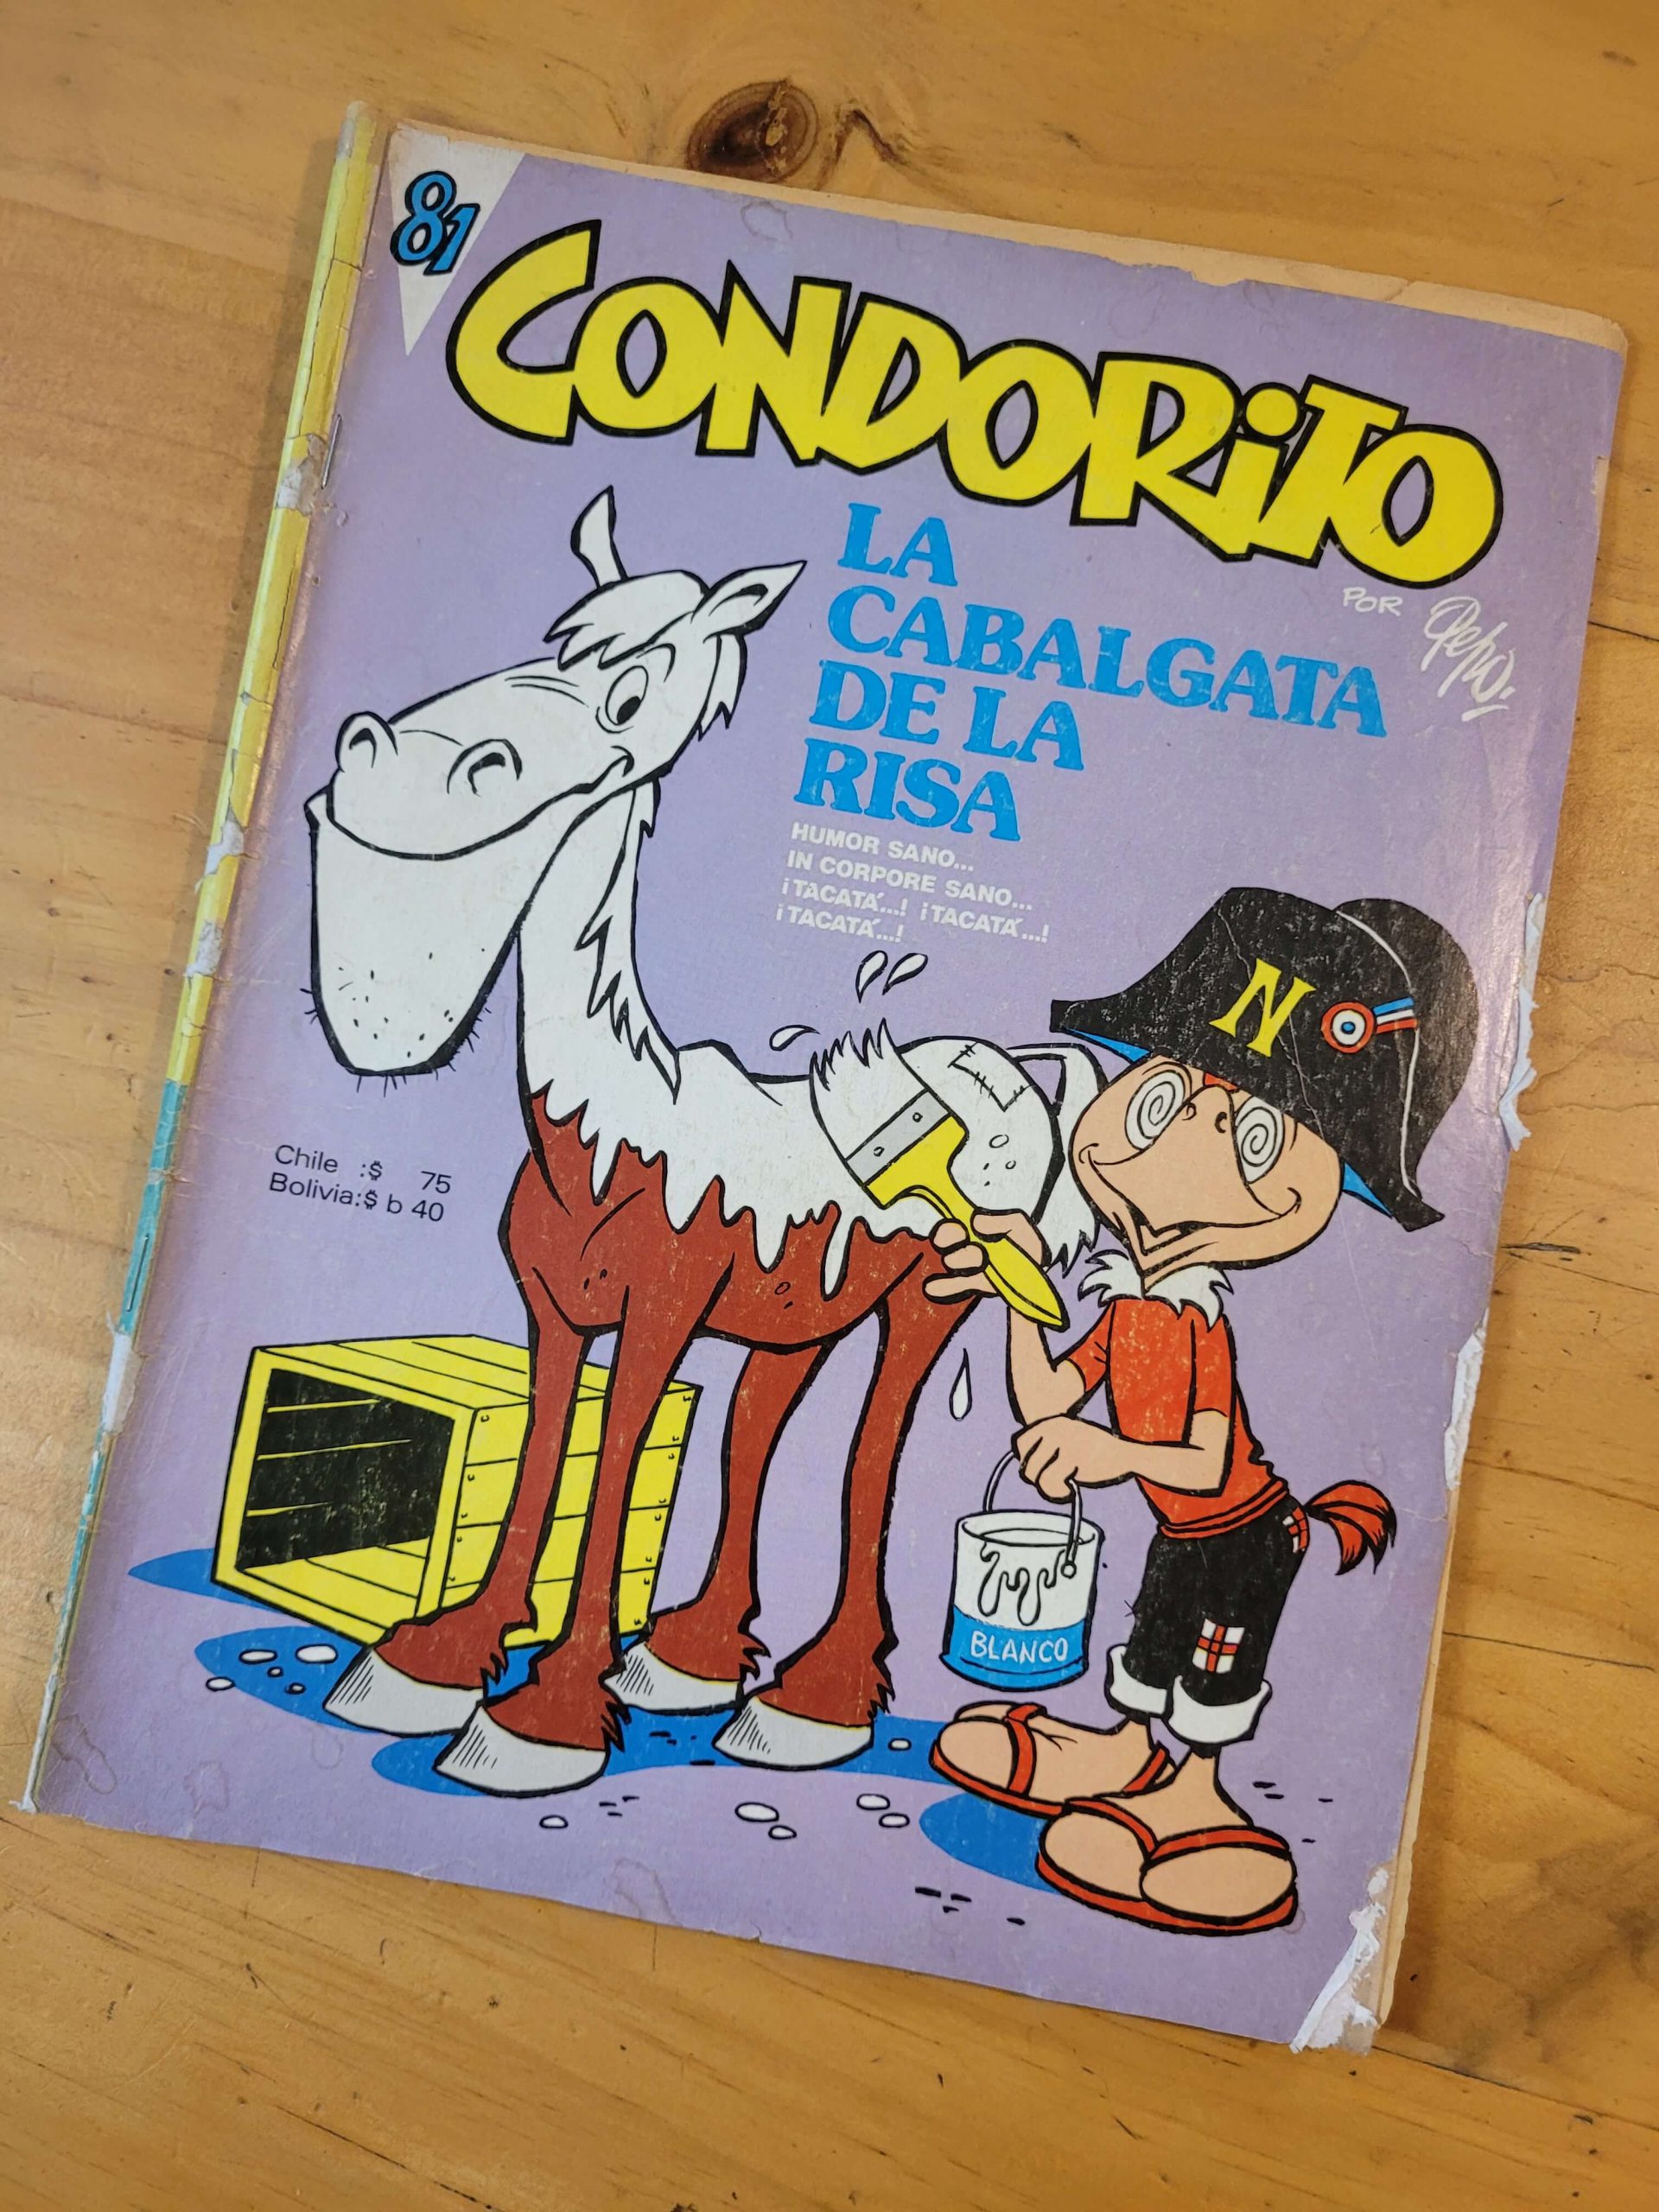 81
CONDORiTO
POR Pepo.
LA
CABALGATA
DE LA
RISA
HUMOR SANO...
IN CORPORE SANO...
¡TACATÁ...! ¡TACATÁ...!
¡TACATÁ...!
N
Chile :$ 75
Bolivia:$ b 40
BLANCO